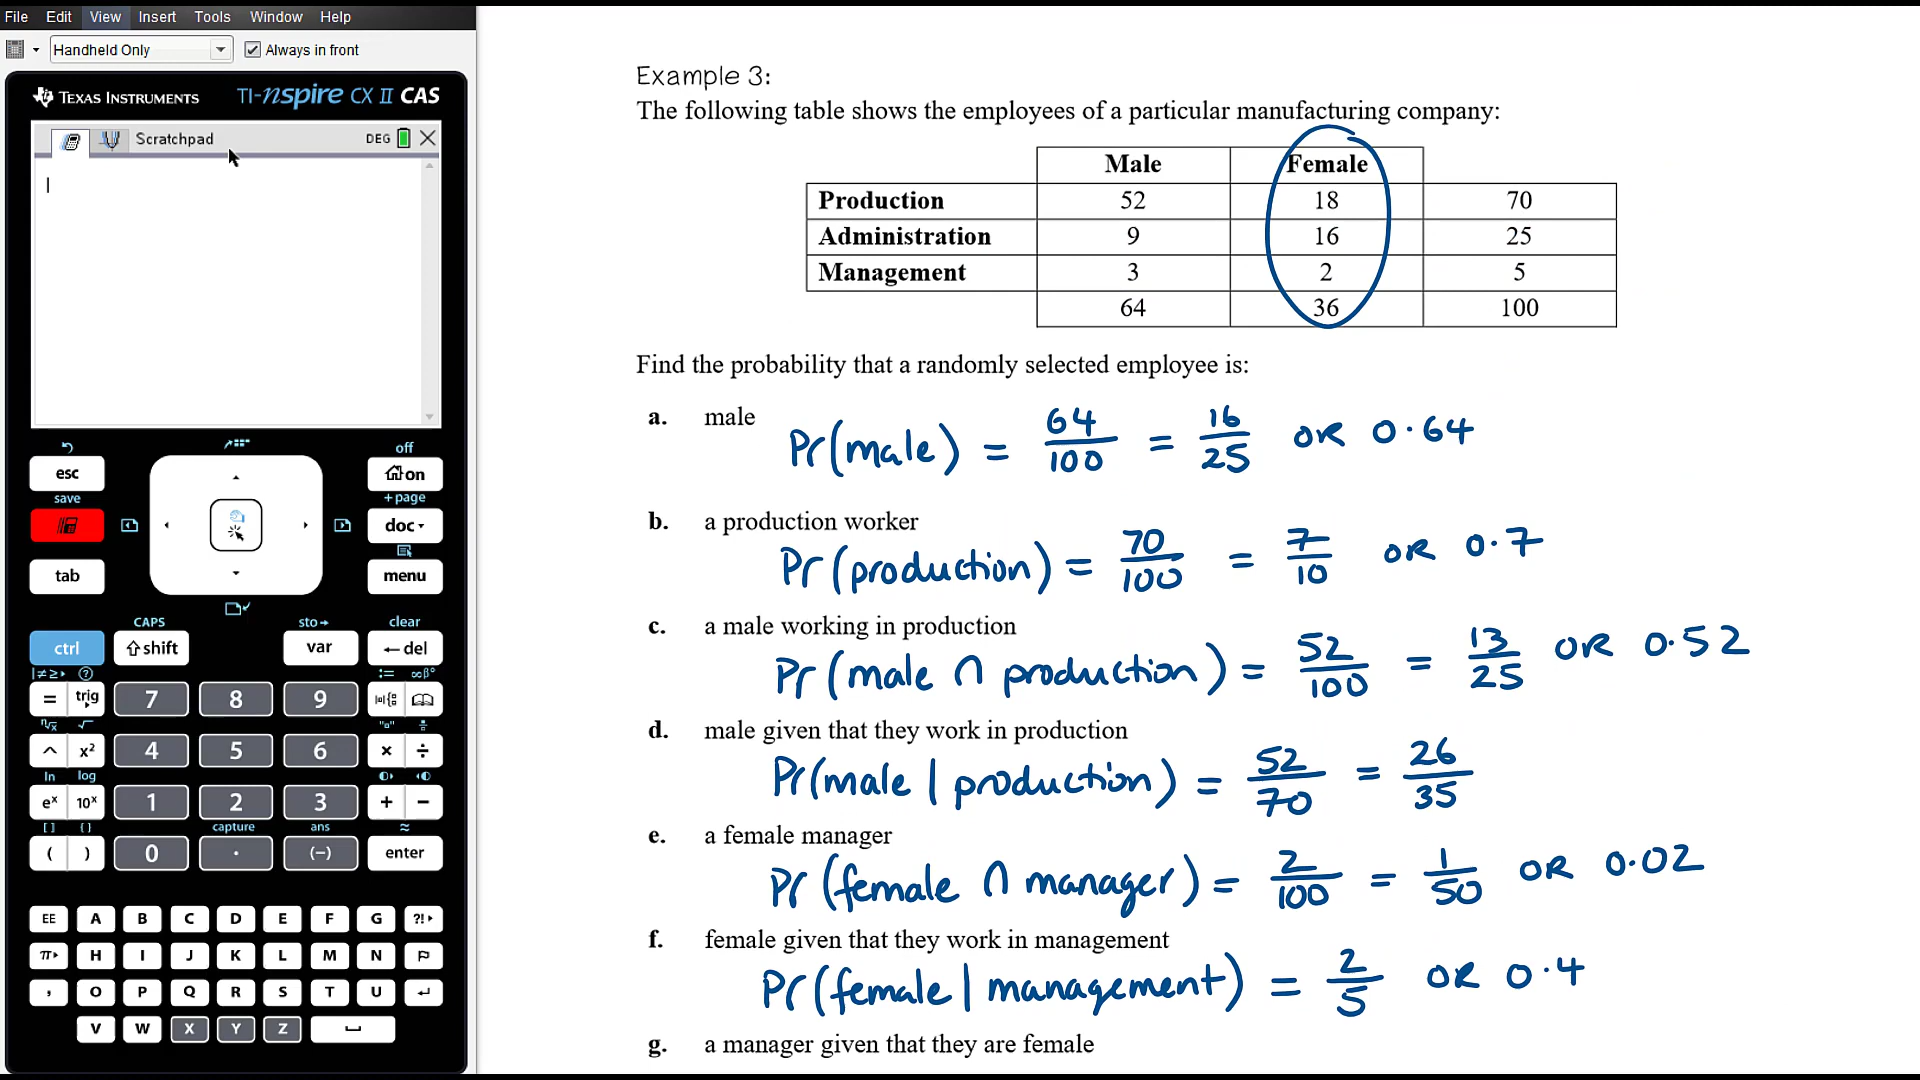 File Edit View Insert Tools Window Help
Handheld Only Always in front
TEXAS INSTRUMENTS TI-nspire CX II CAS
Scratchpad DEG
off
esc on
save +page
doc
tab menu
CAPS sto→ clear
ctrl shift var ←del
= trig 7 8 9
^ x² 4 5 6 × ÷
ln log
eˣ 10ˣ 1 2 3 + −
[ ] { } capture ans ≈
( ) 0 . (−) enter
EE A B C D E F G ?!
π H I J K L M N
, O P Q R S T U
V W X Y Z
Example 3:
The following table shows the employees of a particular manufacturing company:
Male Female
Production 52 18 70
Administration 9 16 25
Management 3 2 5
64 36 100
Find the probability that a randomly selected employee is:
a. male
Pr(male) = 64/100 = 16/25 OR 0.64
b. a production worker
Pr(production) = 70/100 = 7/10 OR 0.7
c. a male working in production
Pr(male ∩ production) = 52/100 = 13/25 OR 0.52
d. male given that they work in production
Pr(male | production) = 52/70 = 26/35
e. a female manager
Pr(female ∩ manager) = 2/100 = 1/50 OR 0.02
f. female given that they work in management
Pr(female | management) = 2/5 OR 0.4
g. a manager given that they are female